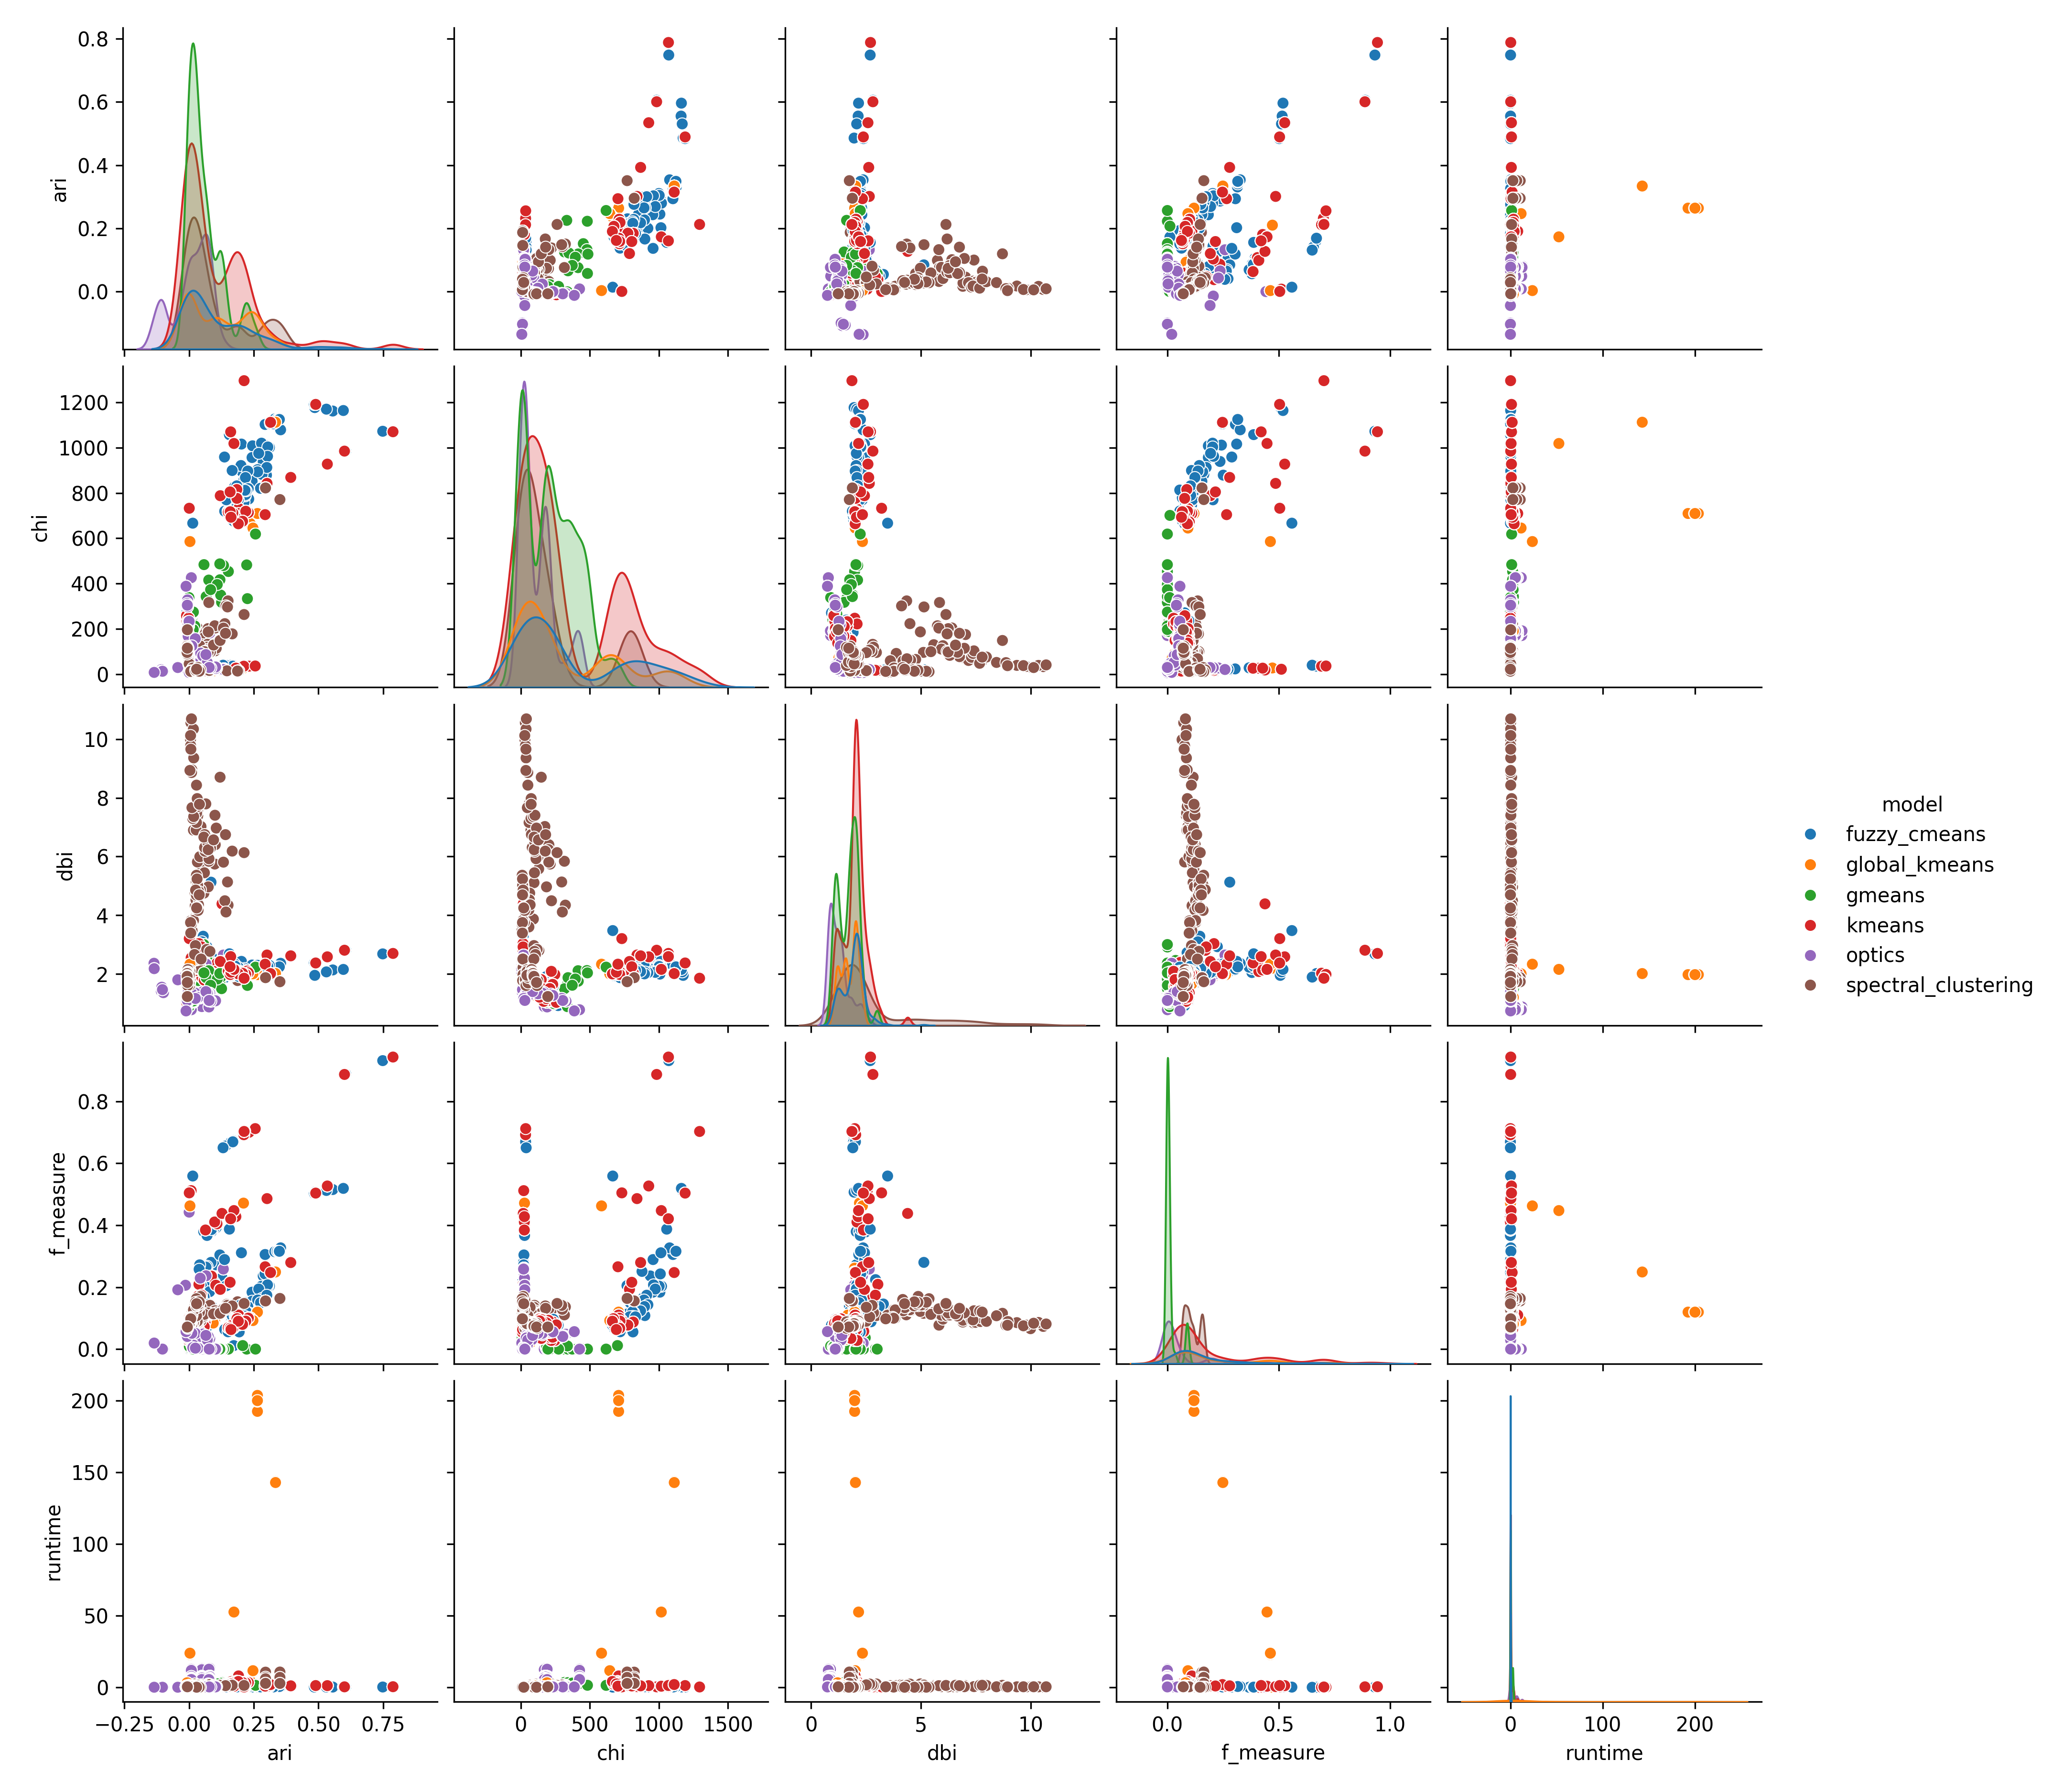 0.8
0.6
0.4
0.2
0.0
ari
1200
1000
800
600
400
200
0
chi
10
8
6
4
2
dbi
model
fuzzy_cmeans
global_kmeans
gmeans
kmeans
optics
spectral_clustering
0.8
0.6
0.4
0.2
0.0
f_measure
200
150
100
50
0
runtime
−0.25 0.00 0.25 0.50 0.75
0 500 1000 1500
0 5 10
0.0 0.5 1.0
0 100 200
ari chi dbi f_measure runtime